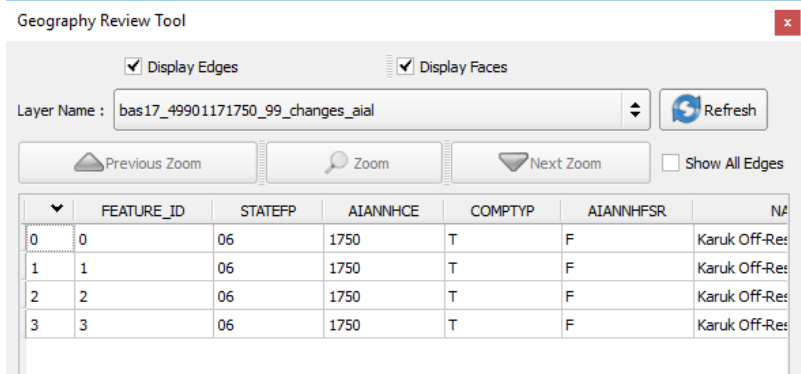 Geography Review Tool x
Display Edges Display Faces
Layer Name : bas17_49901171750_99_changes_aial Refresh
Previous Zoom Zoom Next Zoom Show All Edges
FEATURE_ID STATEFP AIANNHCE COMPTYP AIANNHFSR NA
0 0 06 1750 T F Karuk Off-Res
1 1 06 1750 T F Karuk Off-Res
2 2 06 1750 T F Karuk Off-Res
3 3 06 1750 T F Karuk Off-Res